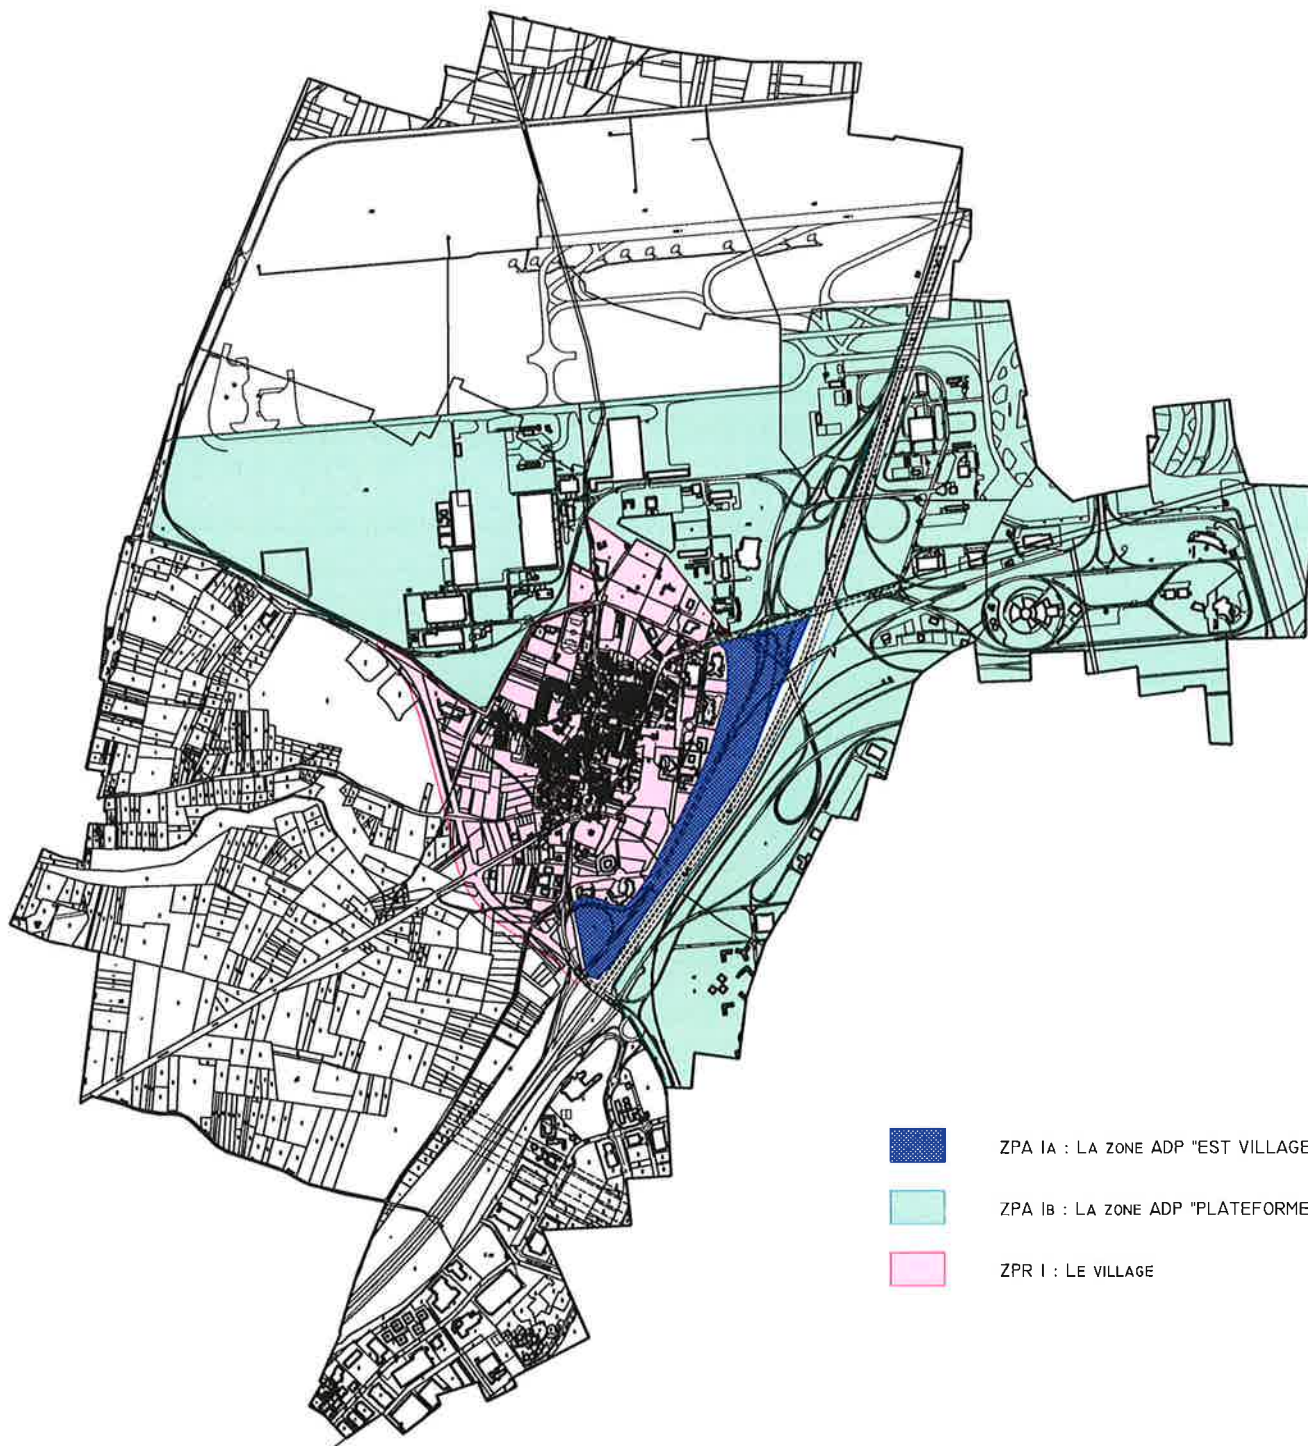 ZPA IA : LA ZONE ADP "EST VILLAGE
ZPA IB : LA ZONE ADP "PLATEFORME
ZPR I : LE VILLAGE